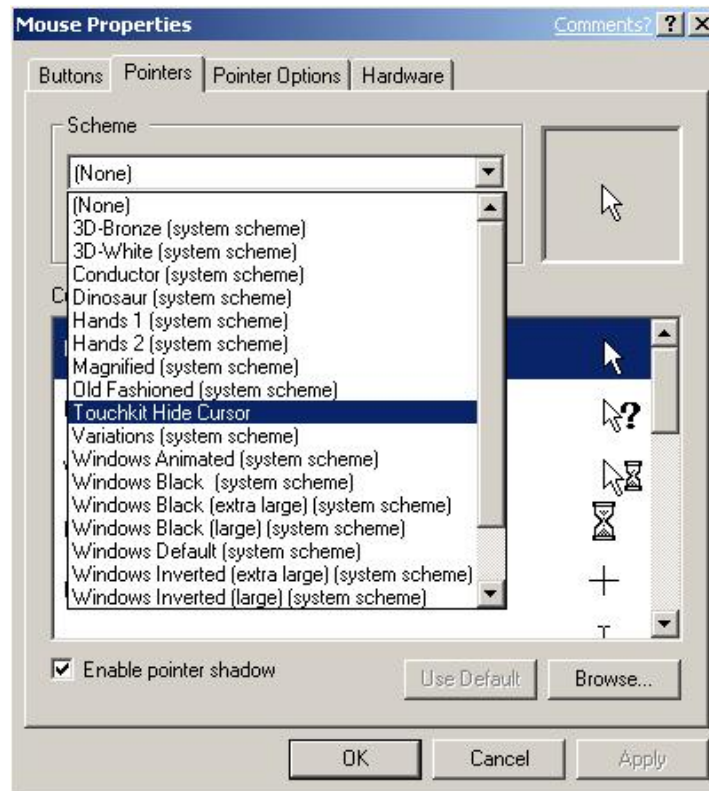 Mouse Properties Comments? ? X
Buttons Pointers Pointer Options Hardware
Scheme
(None)
(None)
3D-Bronze (system scheme)
3D-White (system scheme)
Conductor (system scheme)
Dinosaur (system scheme)
Hands 1 (system scheme)
Hands 2 (system scheme)
Magnified (system scheme)
Old Fashioned (system scheme)
Touchkit Hide Cursor
Variations (system scheme)
Windows Animated (system scheme)
Windows Black (system scheme)
Windows Black (extra large) (system scheme)
Windows Black (large) (system scheme)
Windows Default (system scheme)
Windows Inverted (extra large) (system scheme)
Windows Inverted (large) (system scheme)
Enable pointer shadow
Use Default Browse...
OK Cancel Apply